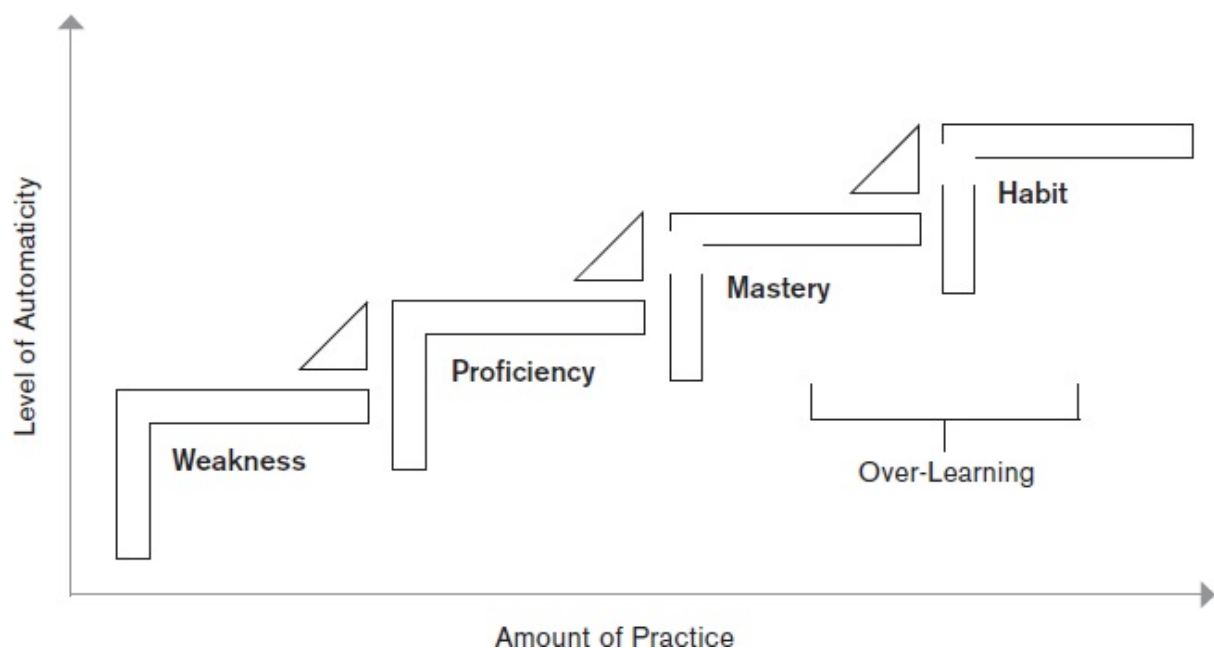 Level of Automaticity
Habit
Mastery
Proficiency
Weakness
Over-Learning
Amount of Practice